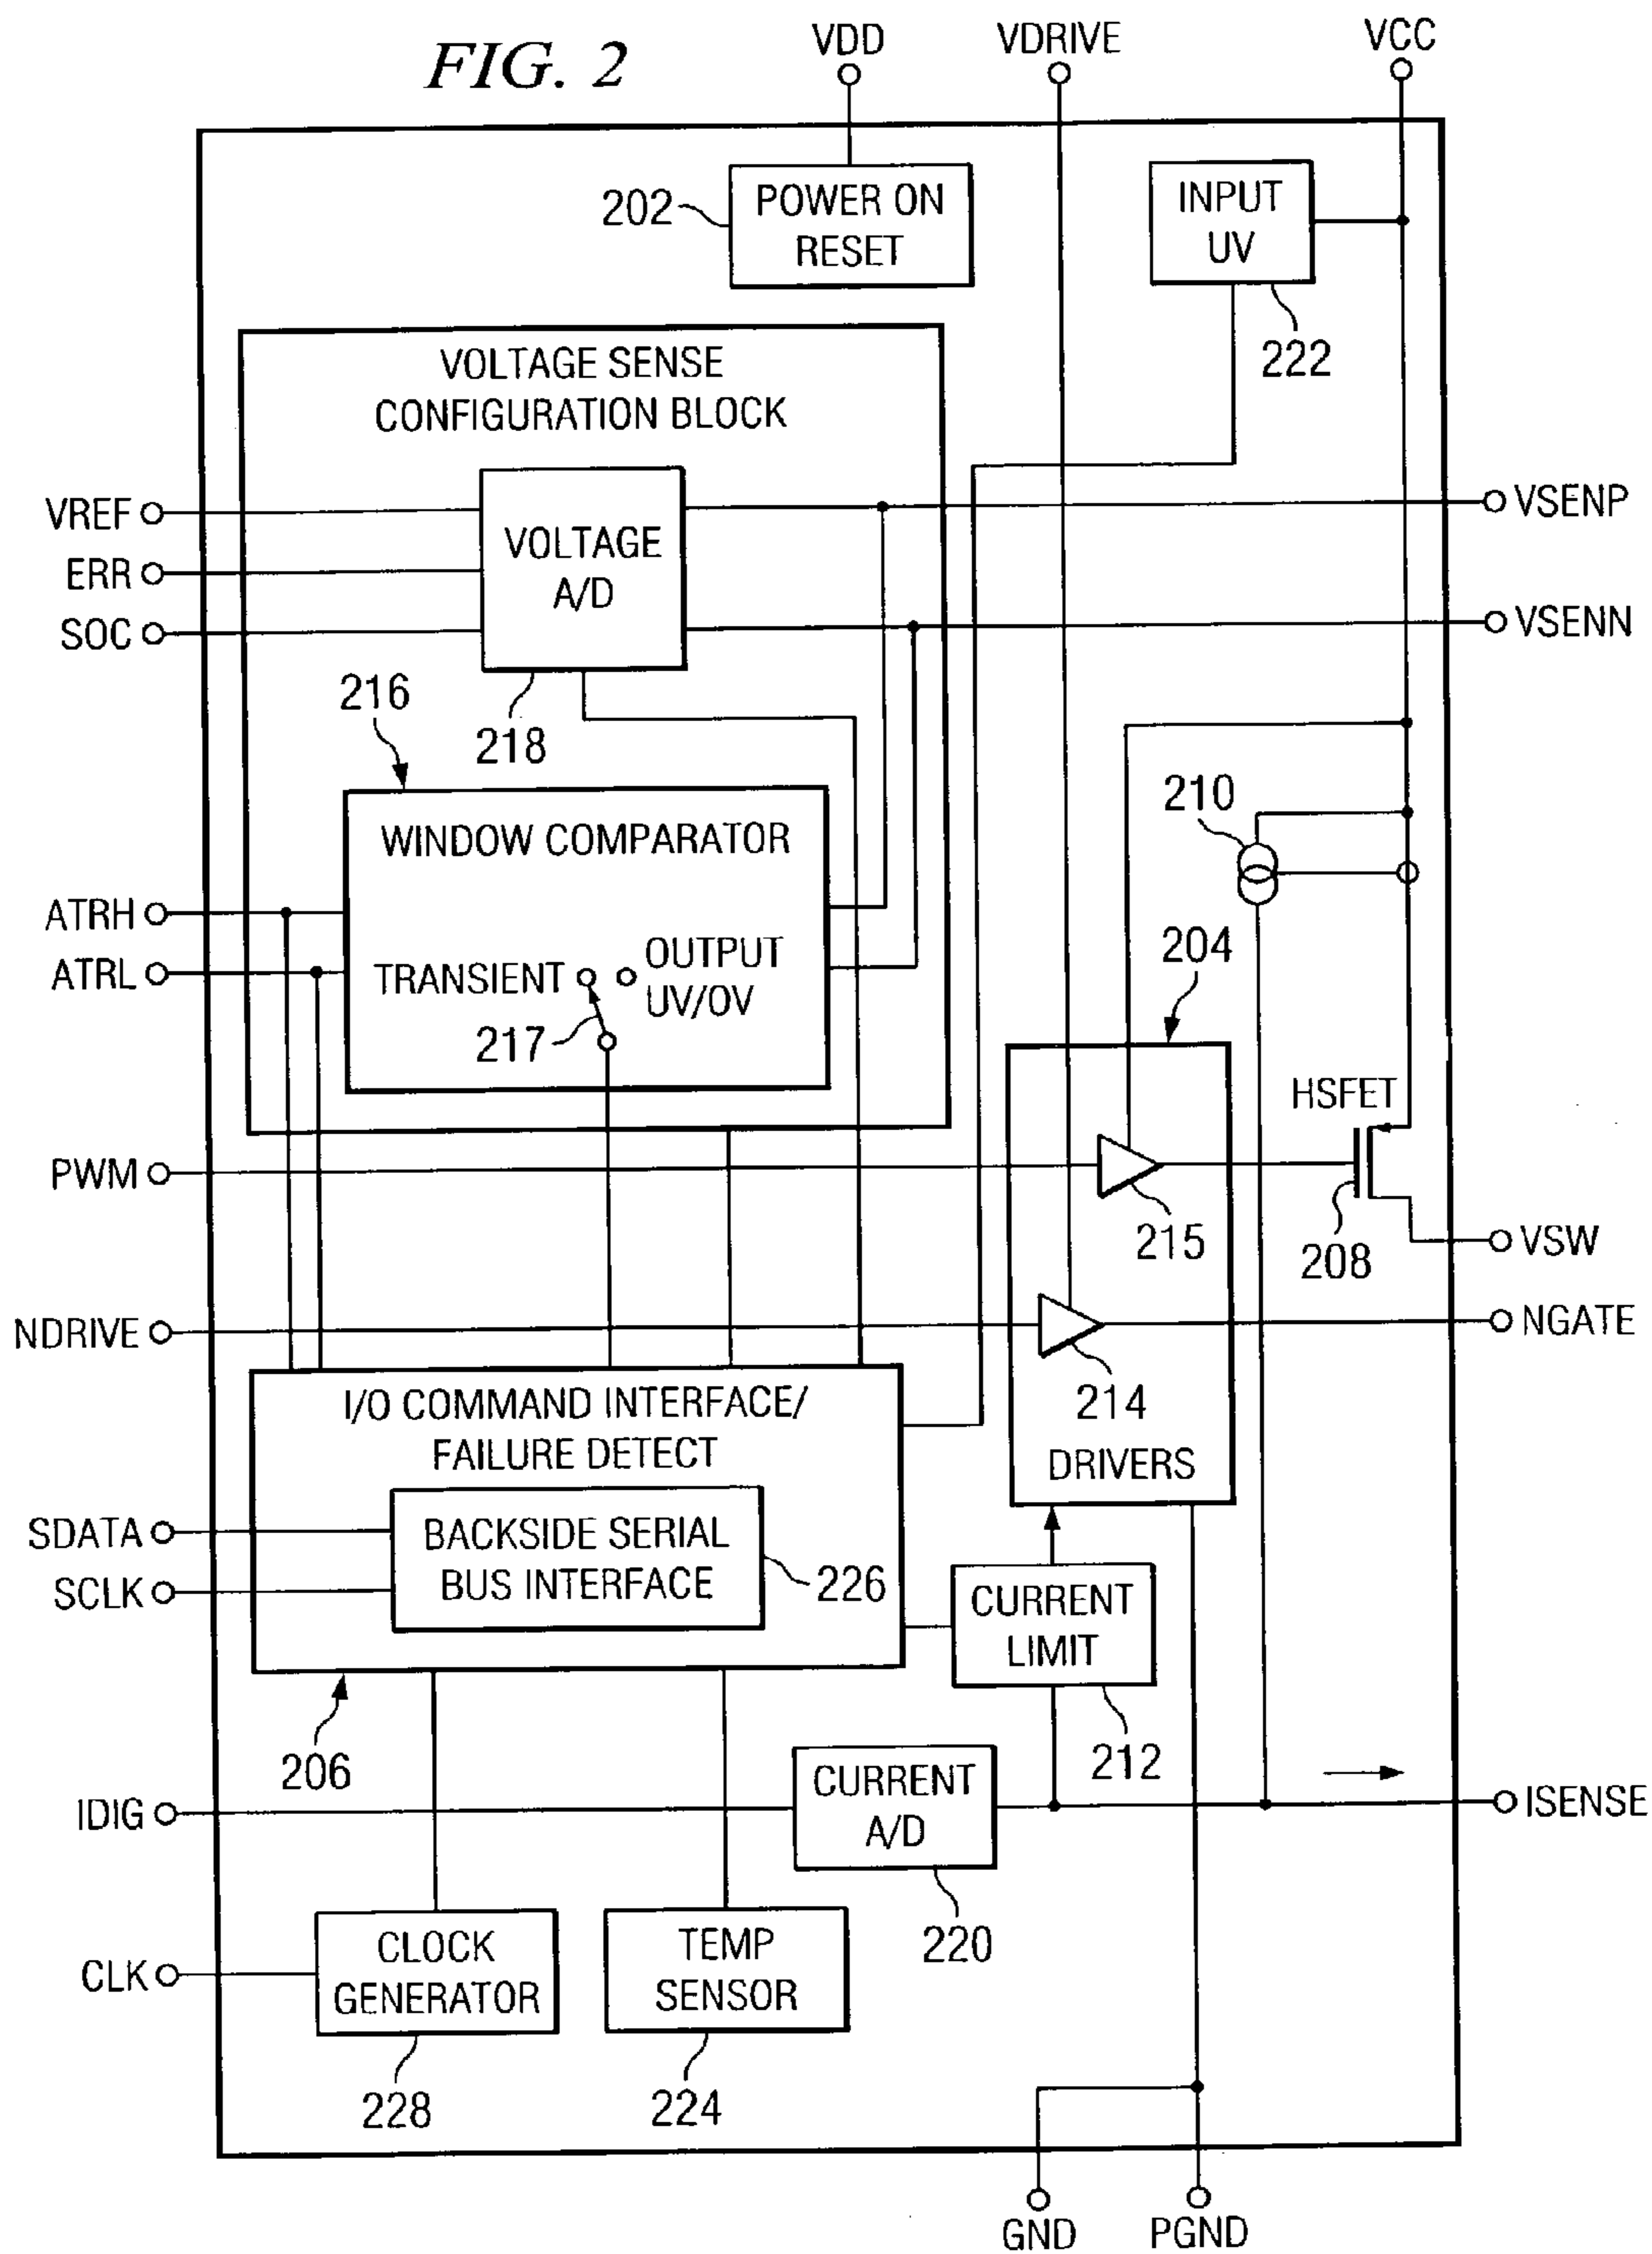 FIG. 2
VDD
VDRIVE
VCC
202
POWER ON
RESET
INPUT
UV
222
VOLTAGE SENSE
CONFIGURATION BLOCK
VREF
ERR
SOC
VOLTAGE
A/D
VSENP
VSENN
216
218
WINDOW COMPARATOR
210
ATRH
ATRL
TRANSIENT
OUTPUT
UV/OV
217
204
HSFET
PWM
215
208
VSW
NDRIVE
NGATE
214
DRIVERS
I/O COMMAND INTERFACE/
FAILURE DETECT
SDATA
SCLK
BACKSIDE SERIAL
BUS INTERFACE
226
CURRENT
LIMIT
206
212
IDIG
CURRENT
A/D
ISENSE
220
CLK
CLOCK
GENERATOR
TEMP
SENSOR
228
224
GND
PGND